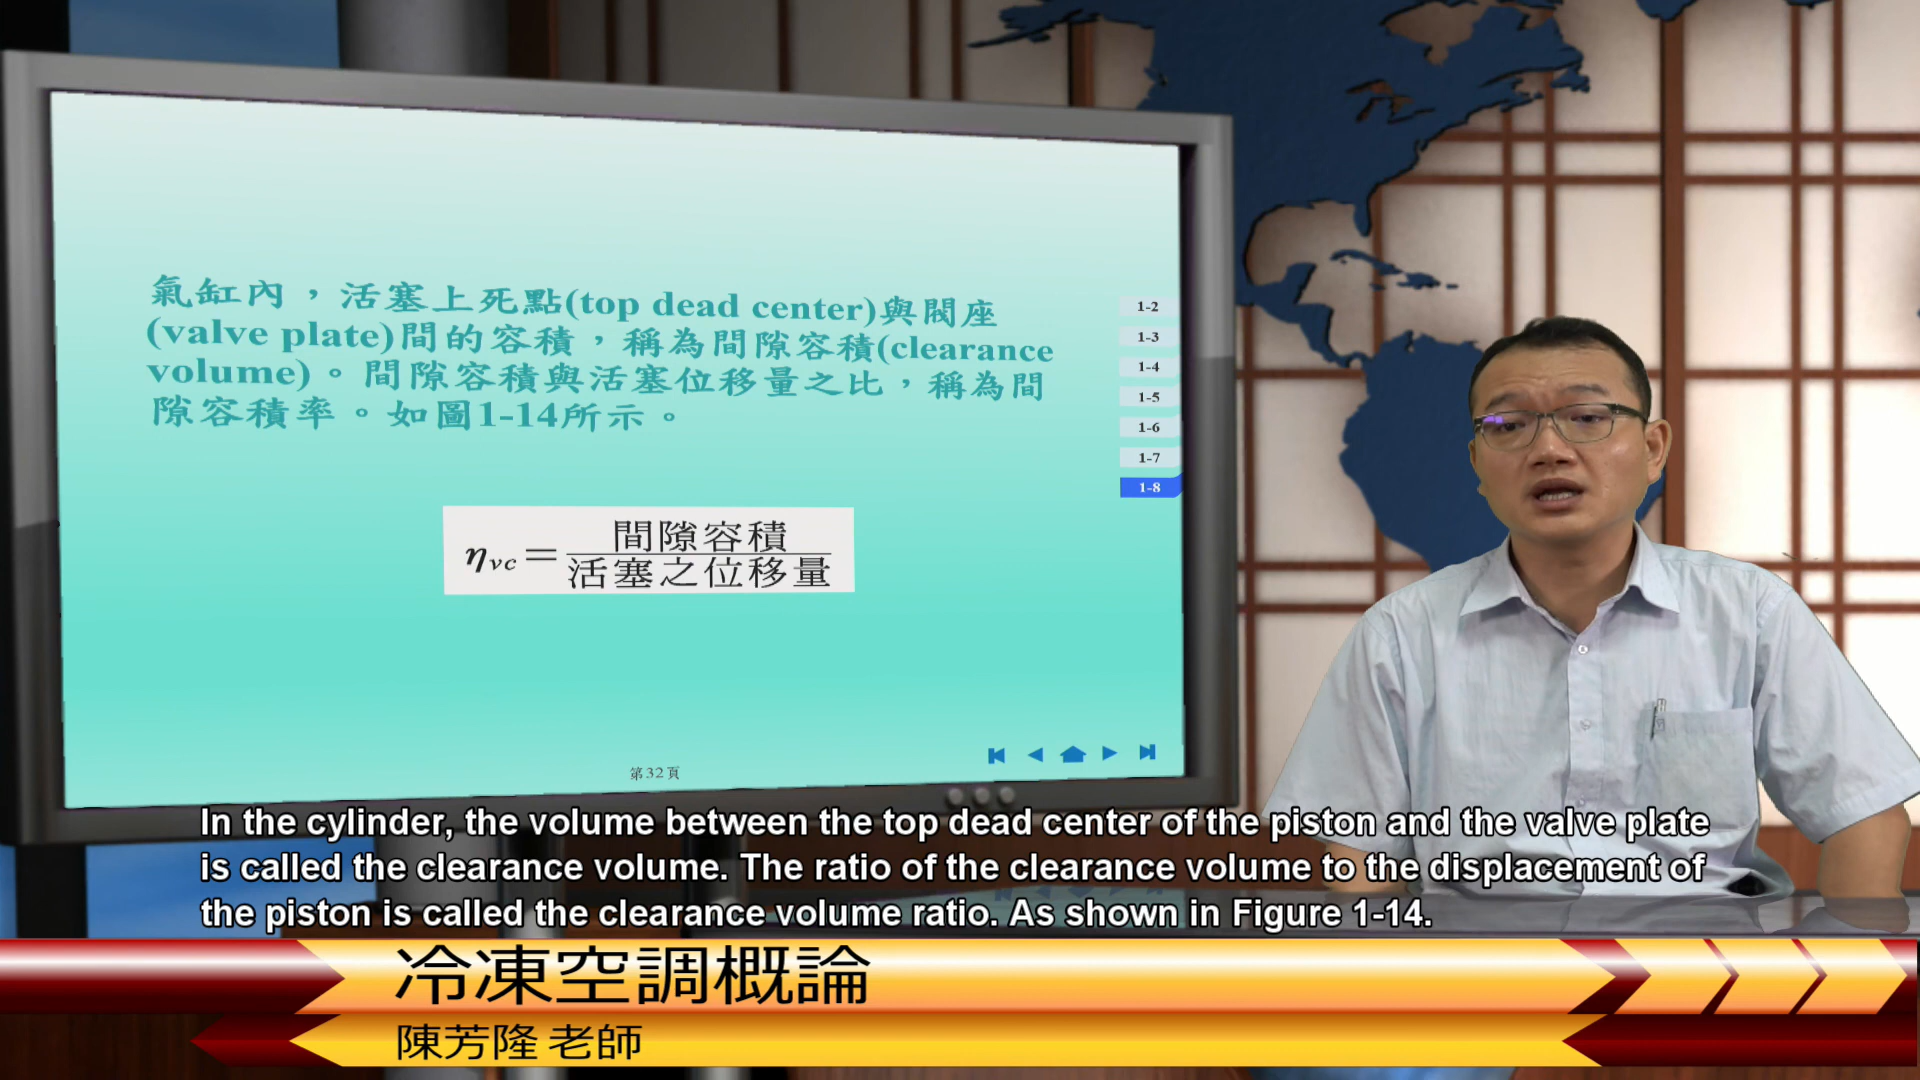 氣缸內，活塞上死點(top dead center)與閥座
(valve plate)間的容積，稱為間隙容積(clearance
volume)。間隙容積與活塞位移量之比，稱為間
隙容積率。如圖1-14所示。
ηvc=間隙容積
活塞之位移量
1-2
1-3
1-4
1-5
1-6
1-7
1-8
第32頁
In the cylinder, the volume between the top dead center of the piston and the valve plate
is called the clearance volume. The ratio of the clearance volume to the displacement of
the piston is called the clearance volume ratio. As shown in Figure 1-14.
冷凍空調概論
陳芳隆 老師